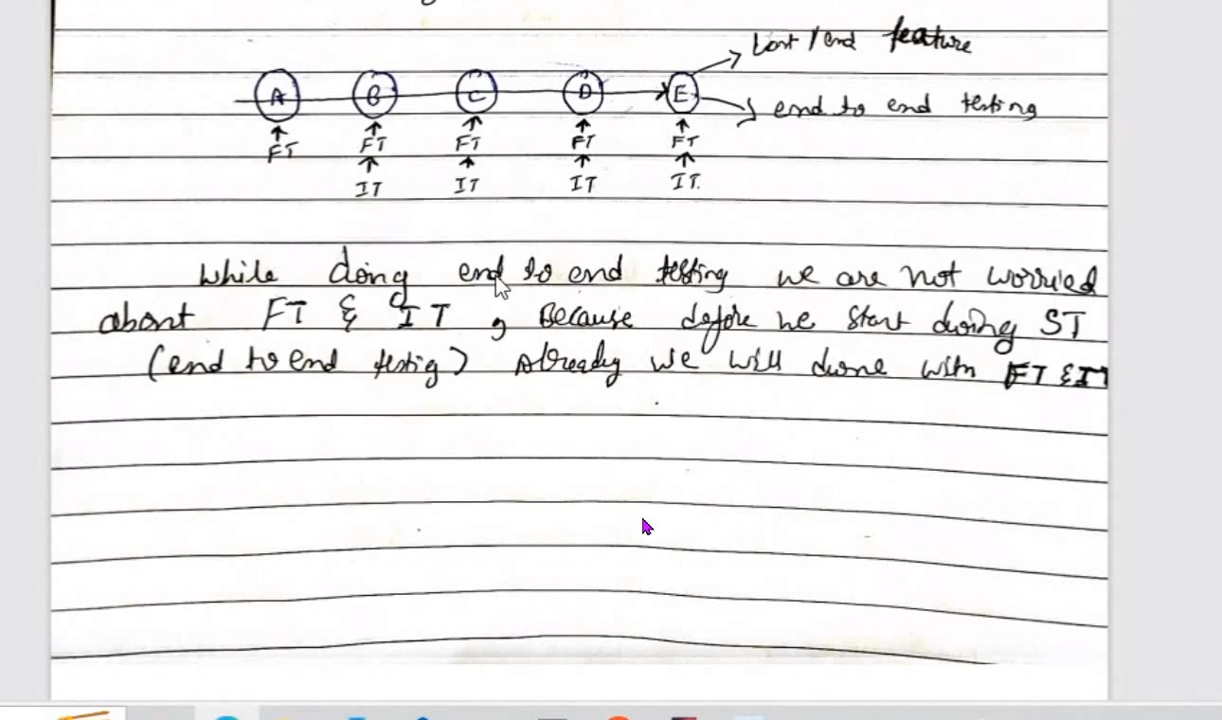 Last / end feature
A B C D E
end to end testing
FT FT FT FT FT
IT IT IT IT
While doing end to end testing we are not worried
about FT & IT , Because before we start doing ST
(end to end testig) Already we will done with FT & IT